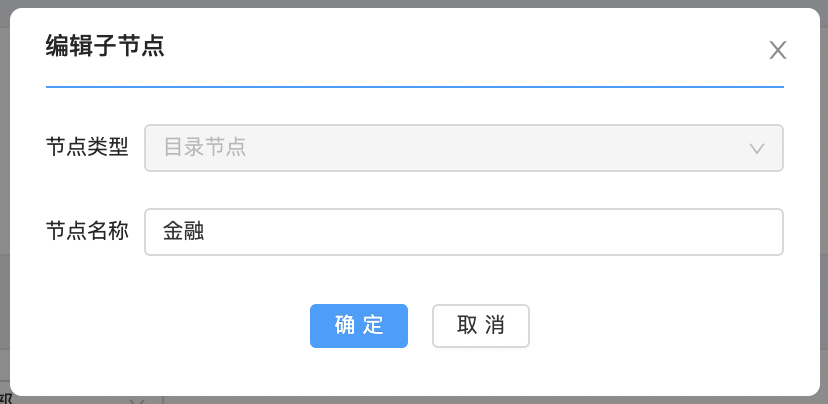 编辑子节点
节点类型 目录节点
节点名称 金融
确 定 取 消
部